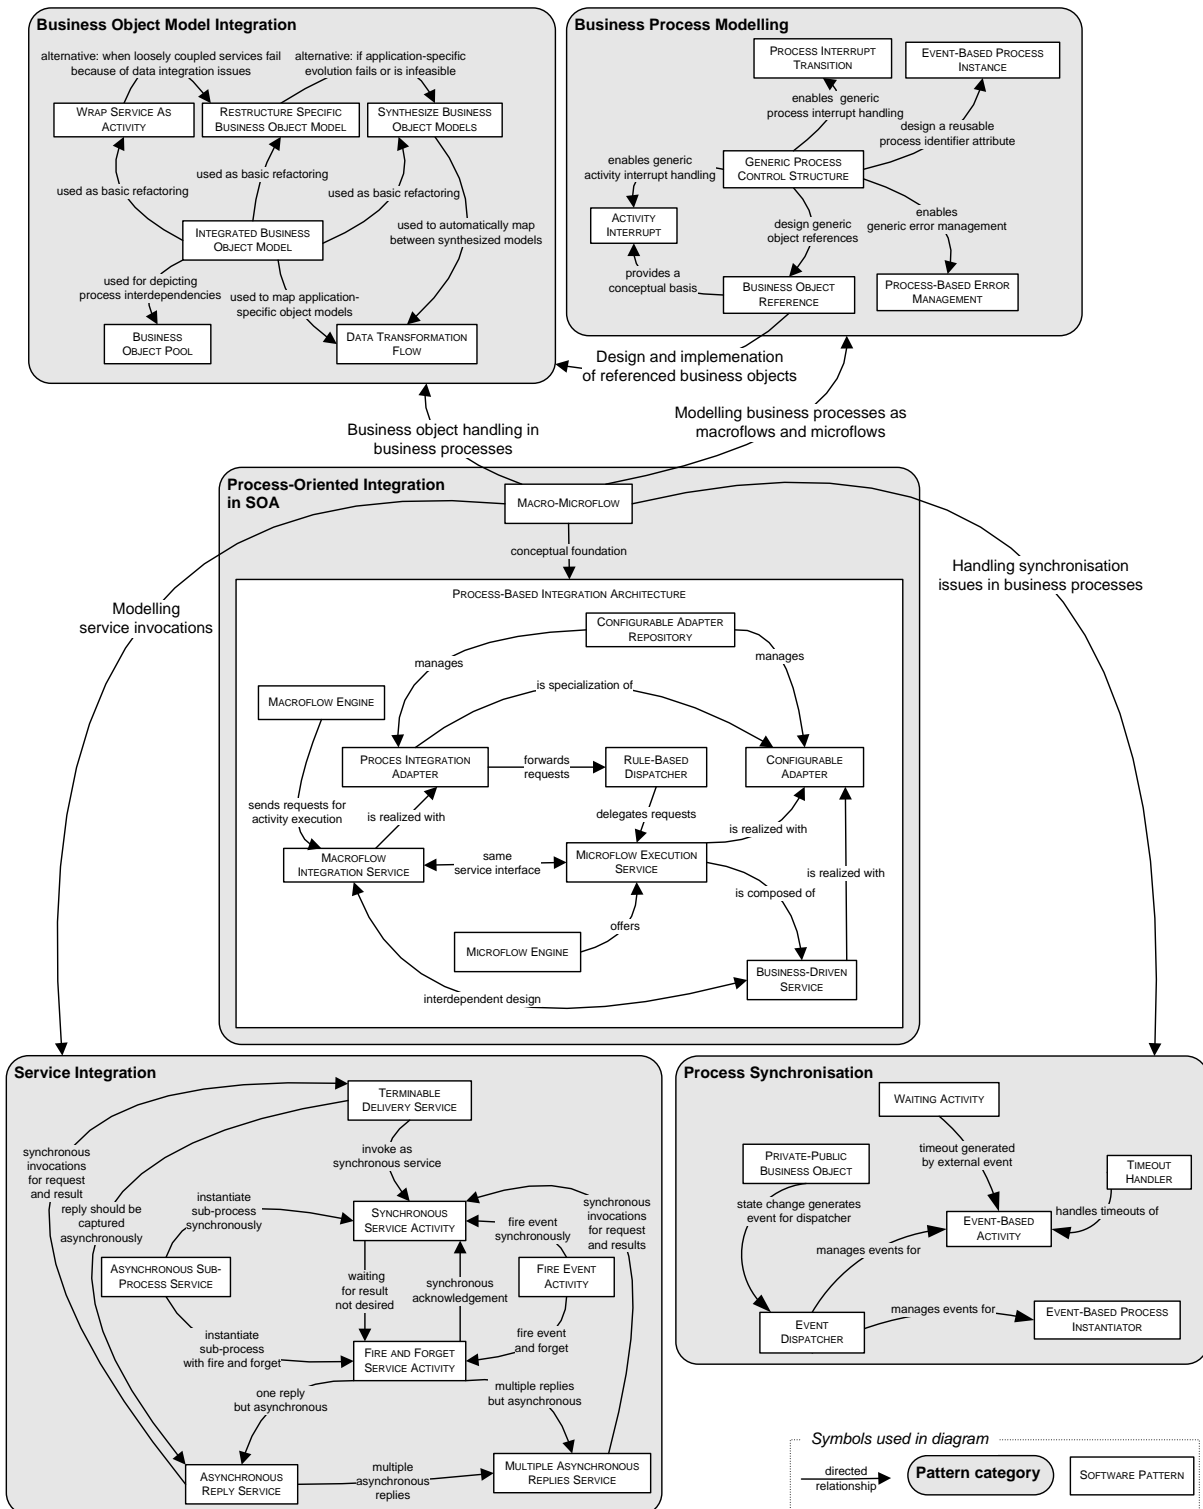 Business Object Model Integration
alternative: when loosely coupled services fail
because of data integration issues
alternative: if application-specific
evolution fails or is infeasible
WRAP SERVICE AS
ACTIVITY
RESTRUCTURE SPECIFIC
BUSINESS OBJECT MODEL
SYNTHESIZE BUSINESS
OBJECT MODELS
used as basic refactoring
used as basic refactoring
used as basic refactoring
INTEGRATED BUSINESS
OBJECT MODEL
used to automatically map
between synthesized models
used for depicting
process interdependencies
used to map application-
specific object models
BUSINESS
OBJECT POOL
DATA TRANSFORMATION
FLOW
Business Process Modelling
PROCESS INTERRUPT
TRANSITION
EVENT-BASED PROCESS
INSTANCE
enables generic
process interrupt handling
design a reusable
process identifier attribute
enables generic
activity interrupt handling
GENERIC PROCESS
CONTROL STRUCTURE
ACTIVITY
INTERRUPT
design generic
object references
enables
generic error management
provides a
conceptual basis
BUSINESS OBJECT
REFERENCE
PROCESS-BASED ERROR
MANAGEMENT
Design and implemenation
of referenced business objects
Business object handling in
business processes
Modelling business processes as
macroflows and microflows
Process-Oriented Integration
in SOA
MACRO-MICROFLOW
conceptual foundation
Handling synchronisation
issues in business processes
Modelling
service invocations
PROCESS-BASED INTEGRATION ARCHITECTURE
CONFIGURABLE ADAPTER
REPOSITORY
manages
manages
is specialization of
MACROFLOW ENGINE
PROCES INTEGRATION
ADAPTER
forwards
requests
RULE-BASED
DISPATCHER
CONFIGURABLE
ADAPTER
sends requests for
activity execution
is realized with
delegates requests
is realized with
MACROFLOW
INTEGRATION SERVICE
same
service interface
MICROFLOW EXECUTION
SERVICE
is realized with
is composed of
offers
MICROFLOW ENGINE
BUSINESS-DRIVEN
SERVICE
interdependent design
Service Integration
TERMINABLE
DELIVERY SERVICE
synchronous
invocations
for request
and result
invoke as
synchronous service
reply should be
captured
asynchronously
instantiate
sub-process
synchronously
SYNCHRONOUS
SERVICE ACTIVITY
synchronous
invocations
for request
and results
fire event
synchronously
ASYNCHRONOUS SUB-
PROCESS SERVICE
waiting
for result
not desired
synchronous
acknowledgement
FIRE EVENT
ACTIVITY
instantiate
sub-process
with fire and forget
FIRE AND FORGET
SERVICE ACTIVITY
fire event
and forget
one reply
but asynchronous
multiple replies
but asynchronous
ASYNCHRONOUS
REPLY SERVICE
multiple
asynchronous
replies
MULTIPLE ASYNCHRONOUS
REPLIES SERVICE
Process Synchronisation
WAITING ACTIVITY
PRIVATE-PUBLIC
BUSINESS OBJECT
timeout generated
by external event
TIMEOUT
HANDLER
state change generates
event for dispatcher
EVENT-BASED
ACTIVITY
handles timeouts of
manages events for
EVENT
DISPATCHER
manages events for
EVENT-BASED PROCESS
INSTANTIATOR
Symbols used in diagram
directed
relationship
Pattern category
SOFTWARE PATTERN